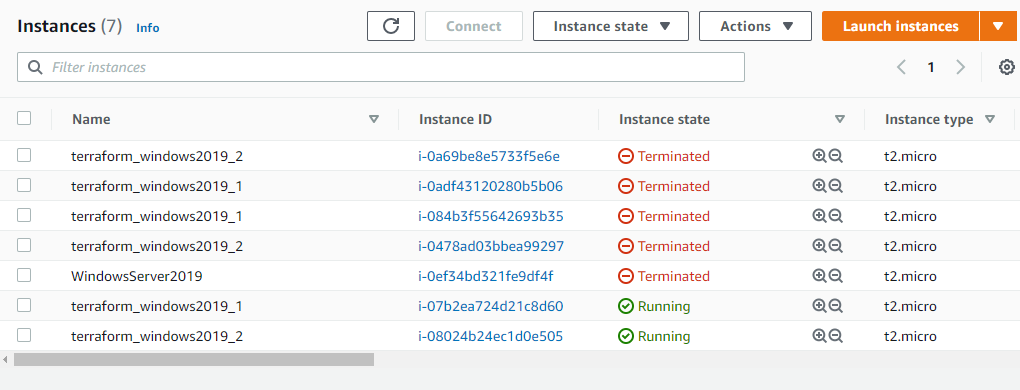 Instances (7) Info Connect Instance state Actions Launch instances
Filter instances 1
Name Instance ID Instance state Instance type
terraform_windows2019_2 i-0a69be8e5733f5e6e Terminated t2.micro
terraform_windows2019_1 i-0adf43120280b5b06 Terminated t2.micro
terraform_windows2019_1 i-084b3f55642693b35 Terminated t2.micro
terraform_windows2019_2 i-0478ad03bbea99297 Terminated t2.micro
WindowsServer2019 i-0ef34bd321fe9df4f Terminated t2.micro
terraform_windows2019_1 i-07b2ea724d21c8d60 Running t2.micro
terraform_windows2019_2 i-08024b24ec1d0e505 Running t2.micro